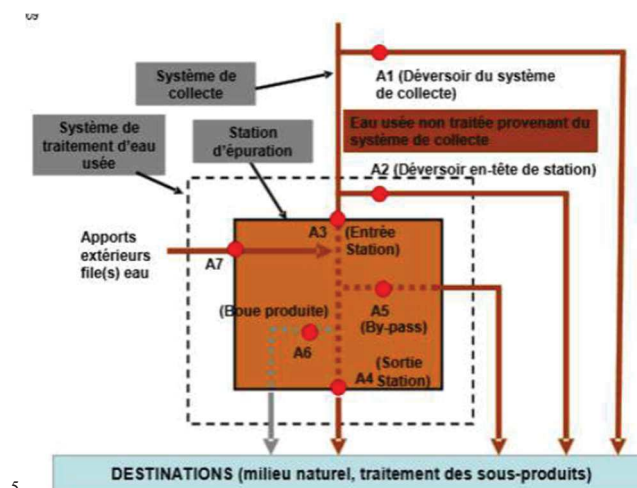 09
Système de
collecte
A1 (Déversoir du système
de collecte)
Système de
traitement d'eau
usée
Station
d'épuration
Eau usée non traitée provenant du
système de collecte
A2 (Déversoir en-tête de station)
Apports
extérieurs
file(s) eau
A7
A3
(Entrée
Station)
(Boue produite)
A6
A5
(By-pass)
(Sortie
A4 Station)
DESTINATIONS (milieu naturel, traitement des sous-produits)
5